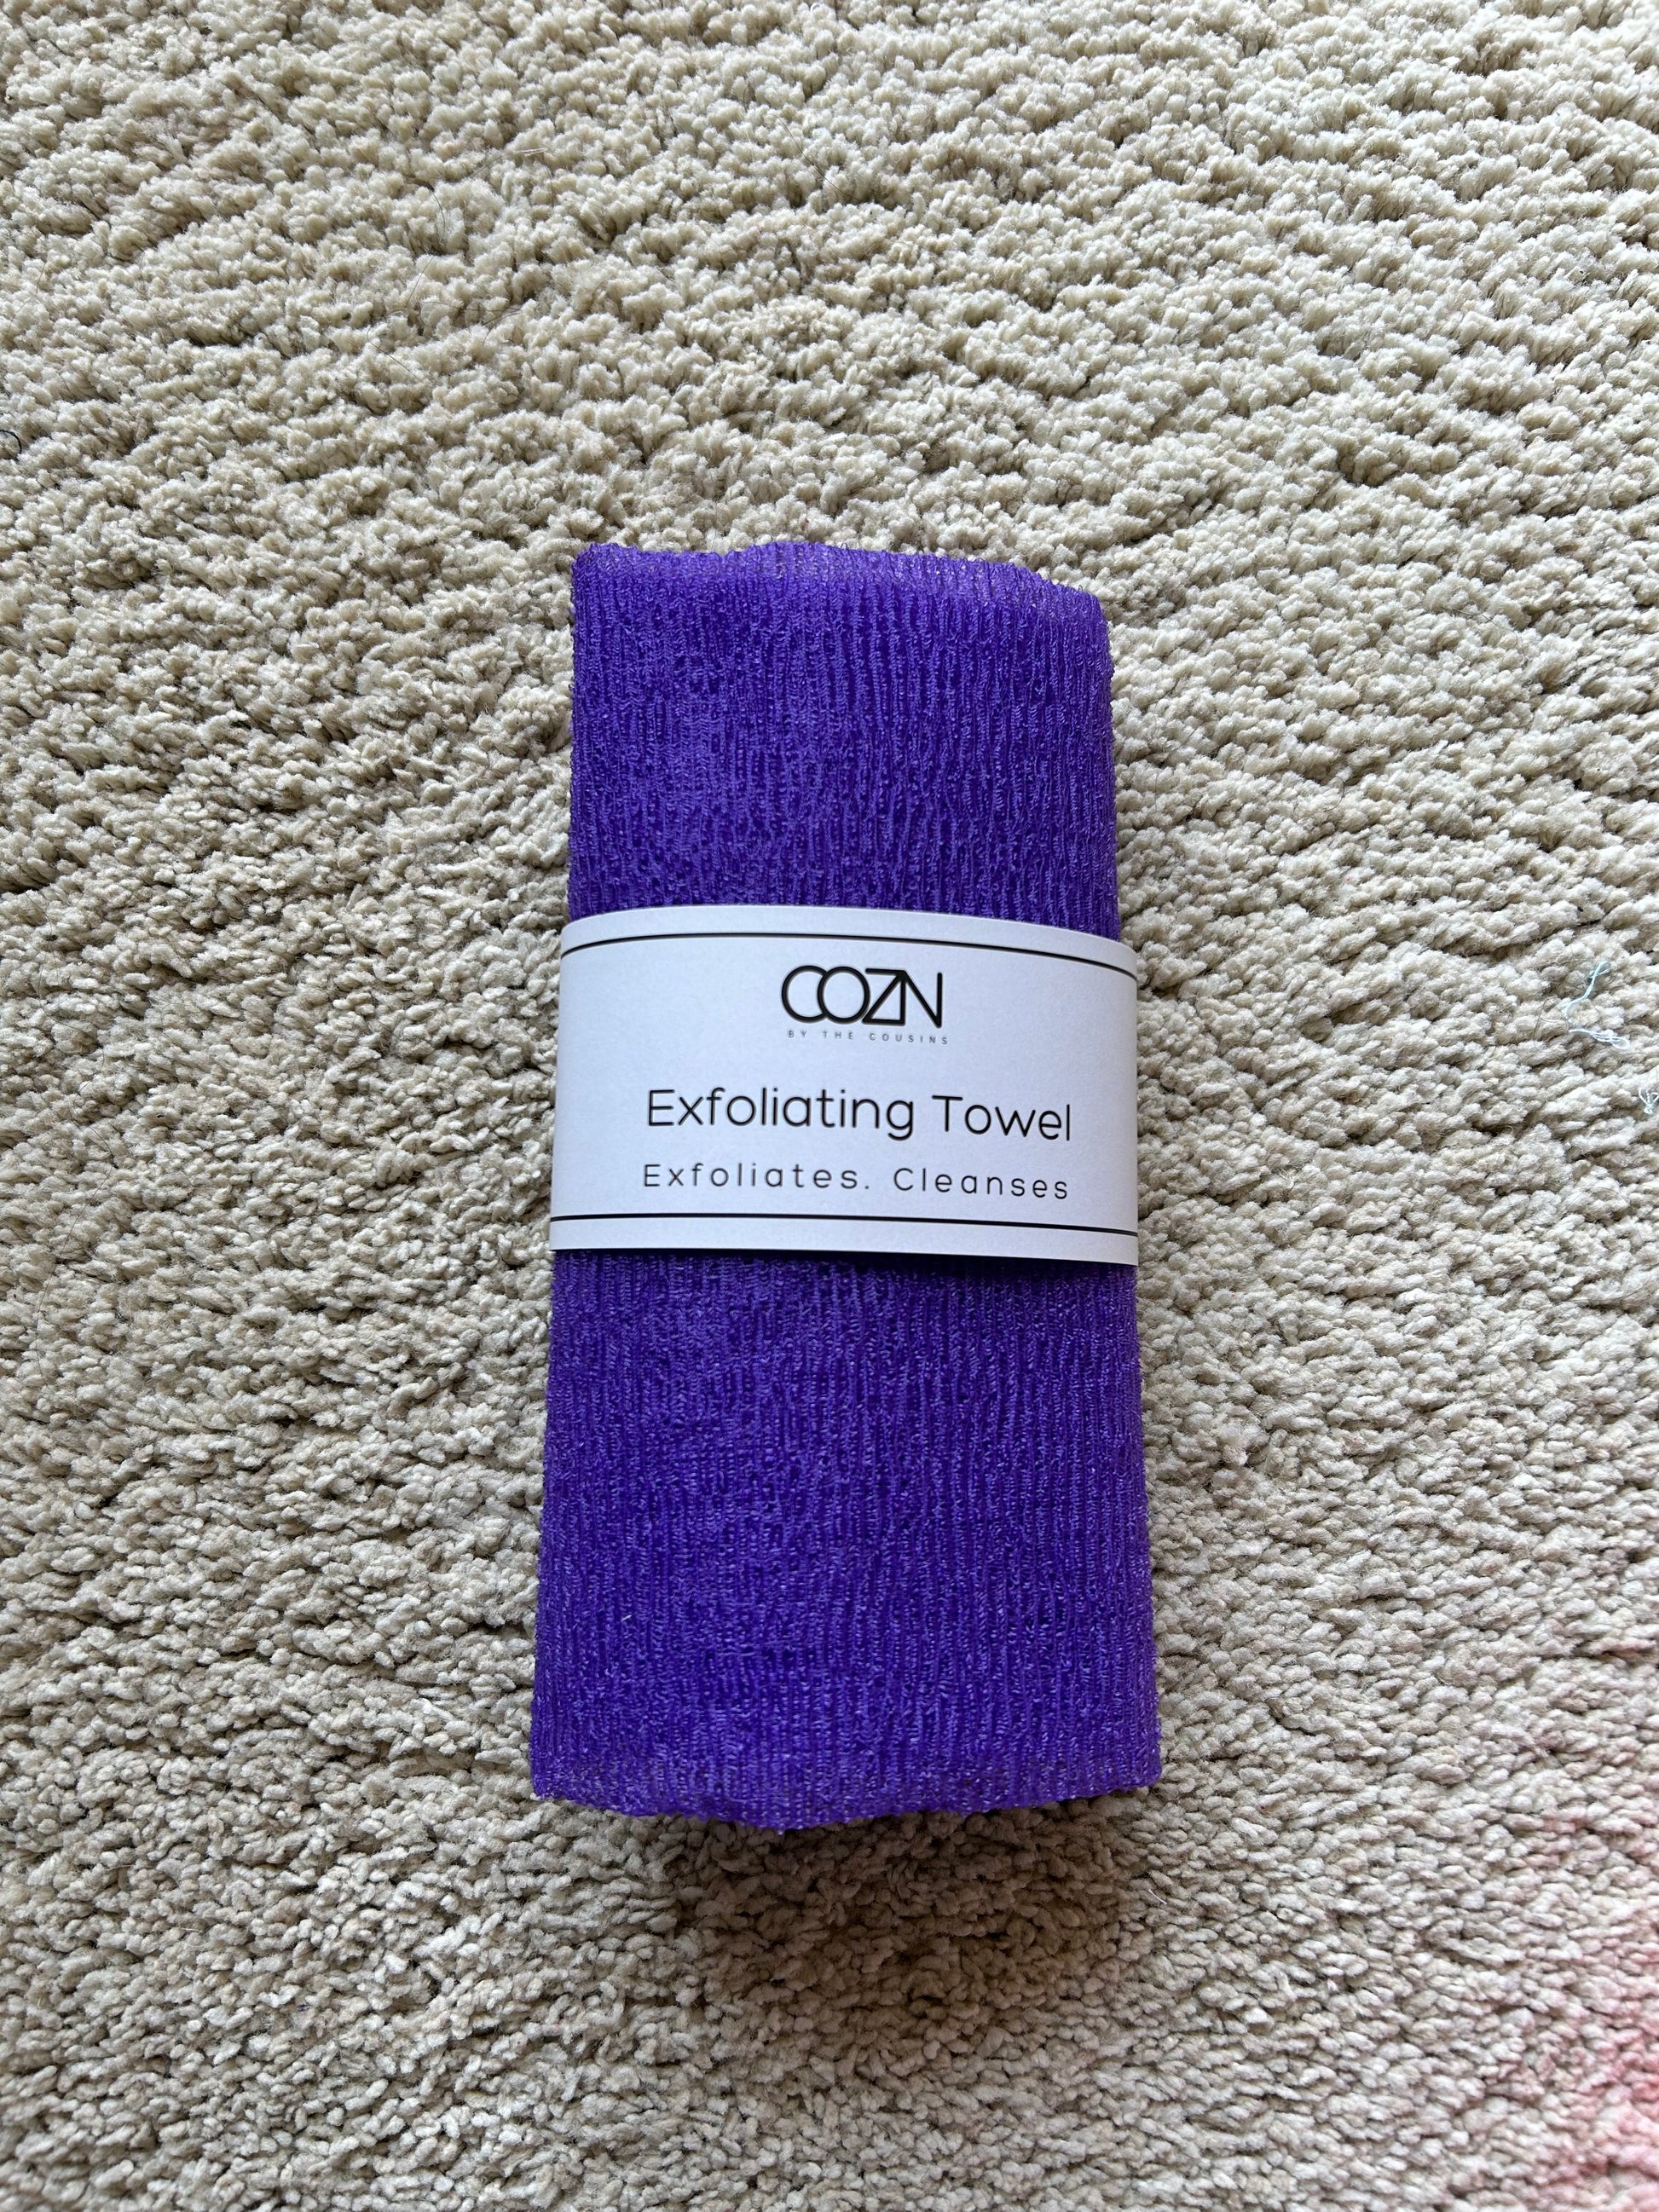 COZN
BY THE COUSINS
Exfoliating Towel
Exfoliates. Cleanses